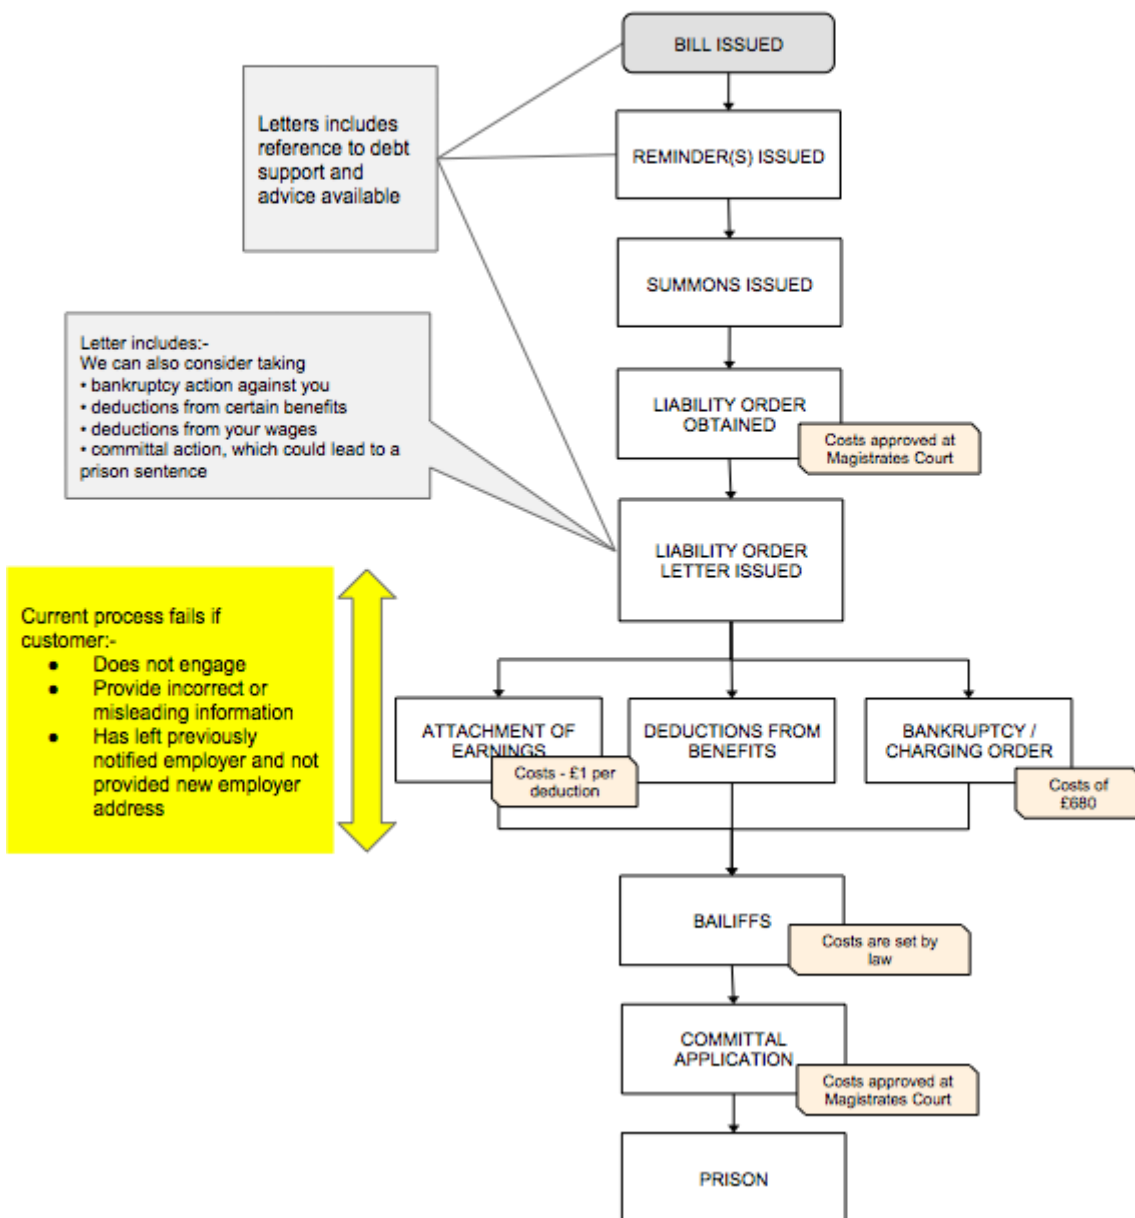 BILL ISSUED
Letters includes
reference to debt
support and
advice available
REMINDER(S) ISSUED
SUMMONS ISSUED
Letter includes:-
We can also consider taking
• bankruptcy action against you
• deductions from certain benefits
• deductions from your wages
• committal action, which could lead to a
prison sentence
LIABILITY ORDER
OBTAINED
Costs approved at
Magistrates Court
LIABILITY ORDER
LETTER ISSUED
Current process fails if
customer:-
● Does not engage
● Provide incorrect or
misleading information
● Has left previously
notified employer and not
provided new employer
address
ATTACHMENT OF
EARNINGS
Costs - £1 per
deduction
DEDUCTIONS FROM
BENEFITS
BANKRUPTCY /
CHARGING ORDER
Costs of
£680
BAILIFFS
Costs are set by
law
COMMITTAL
APPLICATION
Costs approved at
Magistrates Court
PRISON